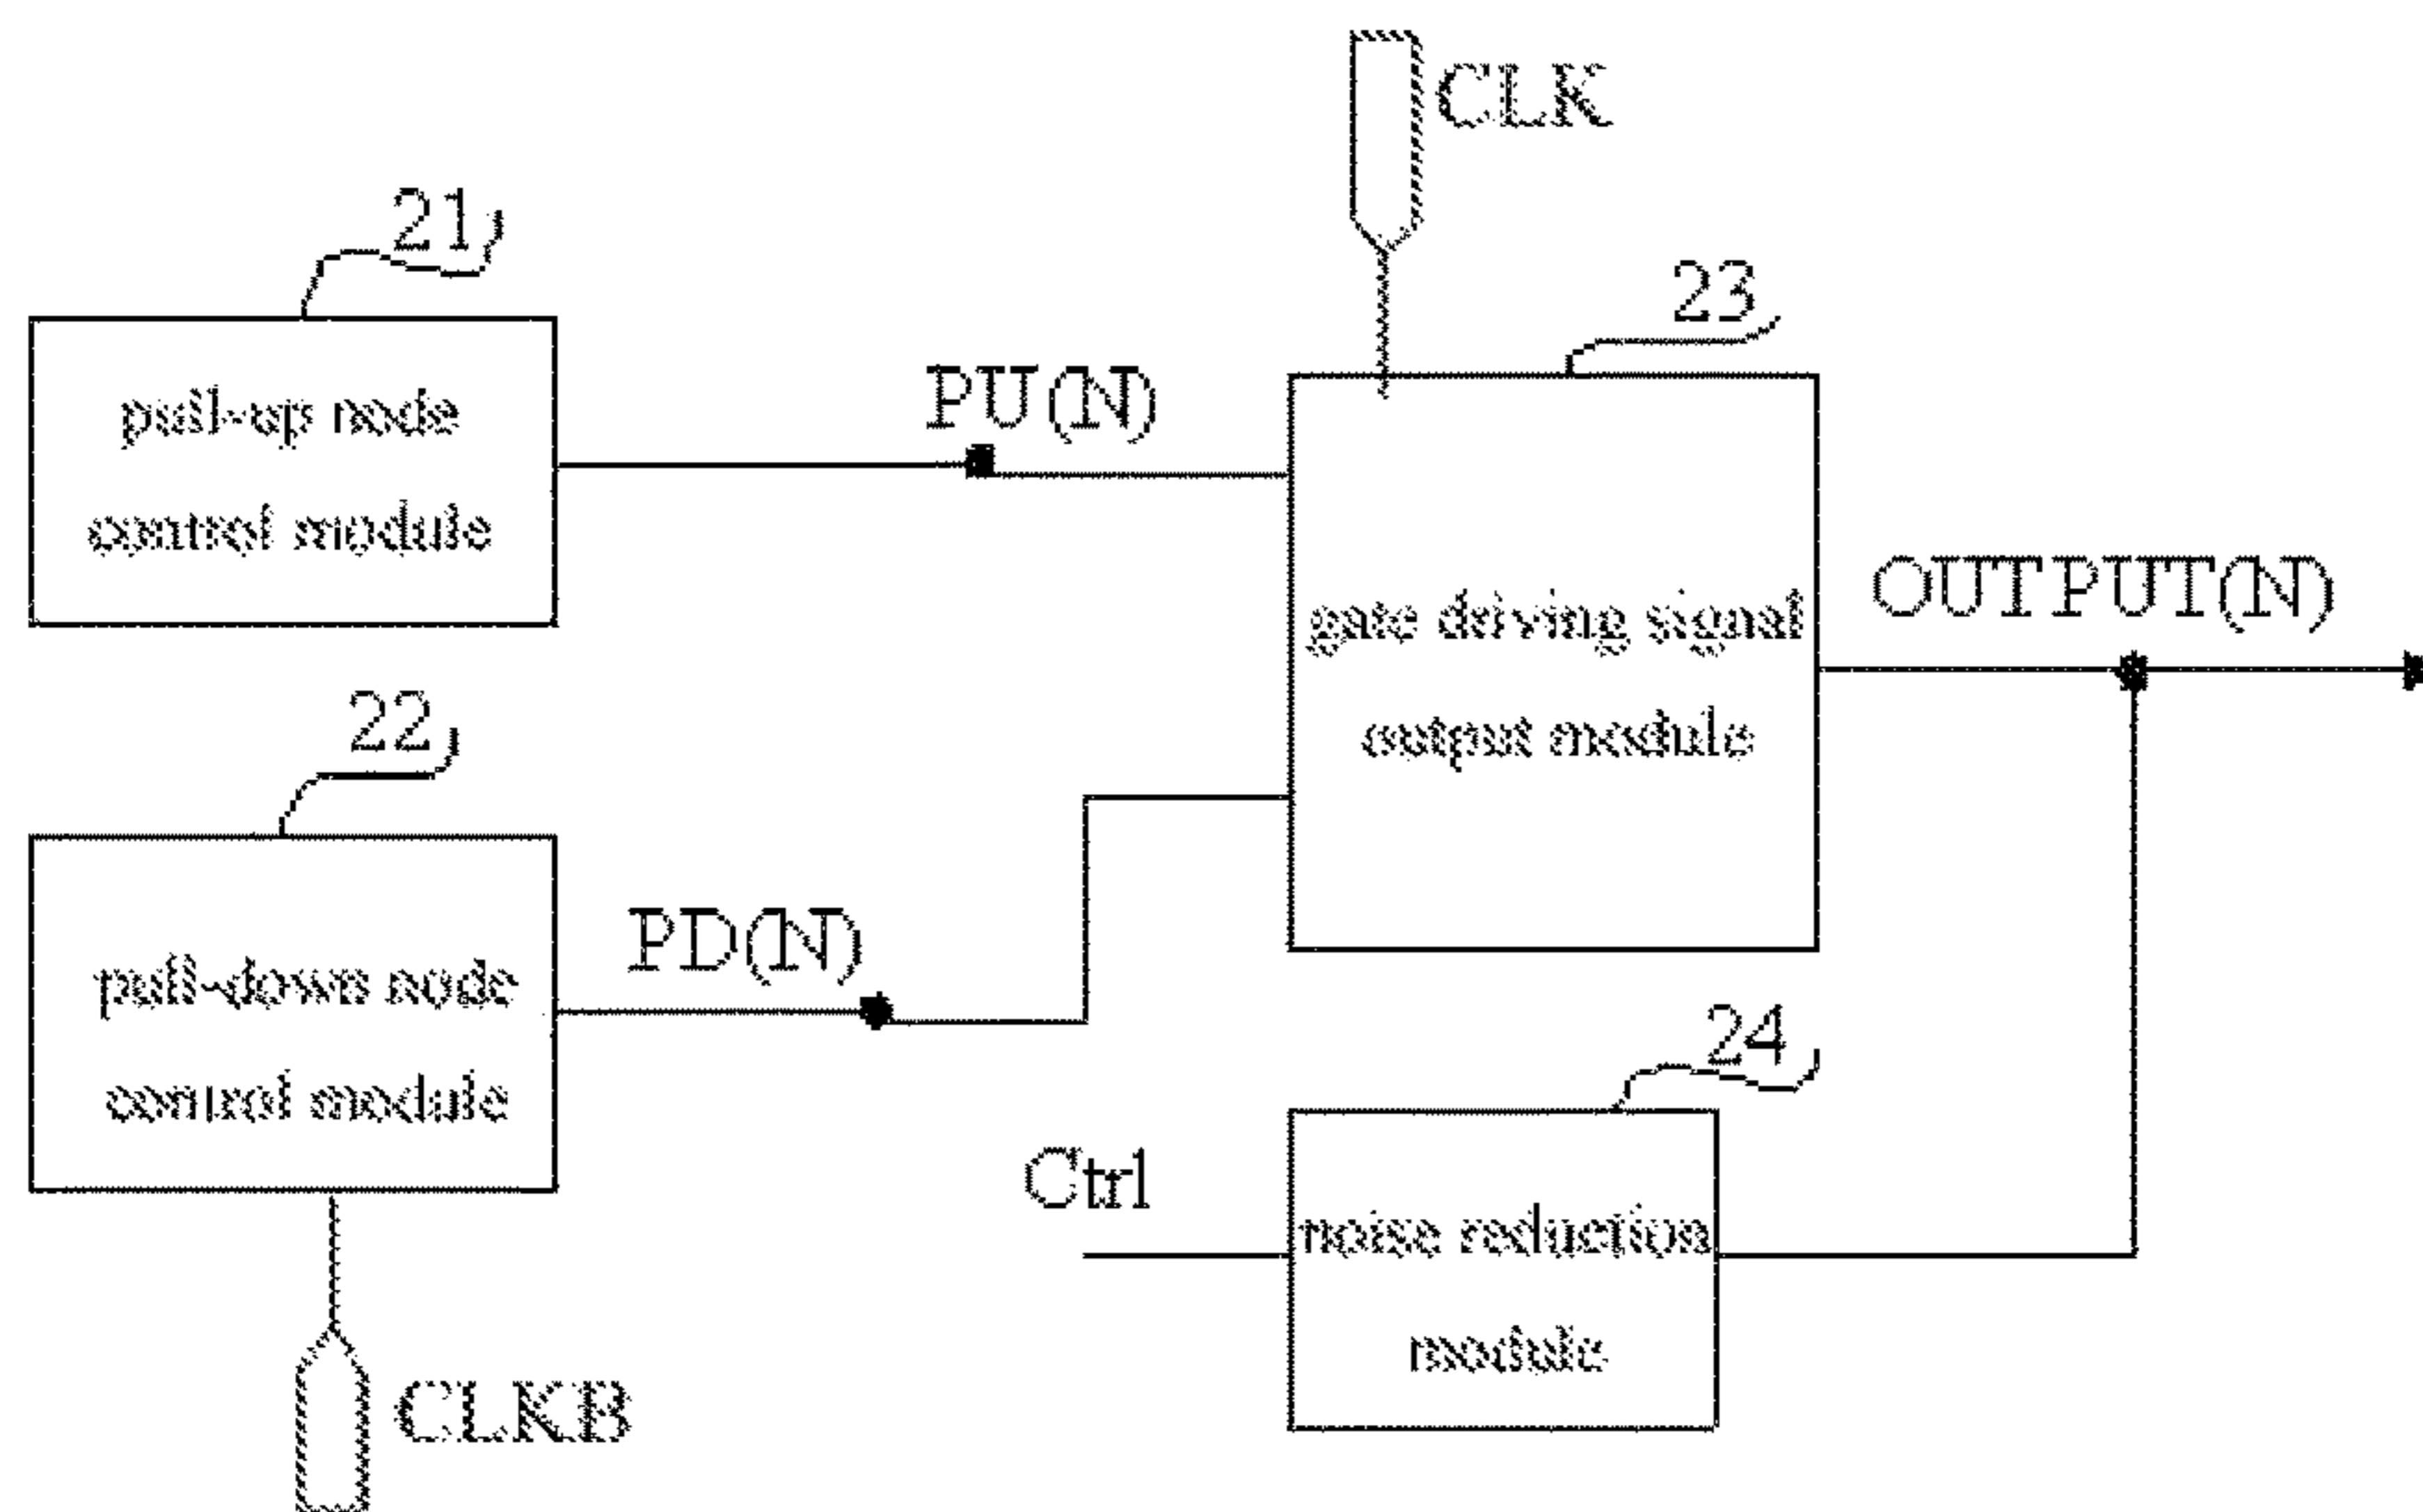 CLK
21
23
pull-up node
control module
PU(N)
gate driving signal
output module
OUTPUT(N)
22
pull-down node
control module
PD(N)
24
Ctrl
noise reduction
module
CLKB